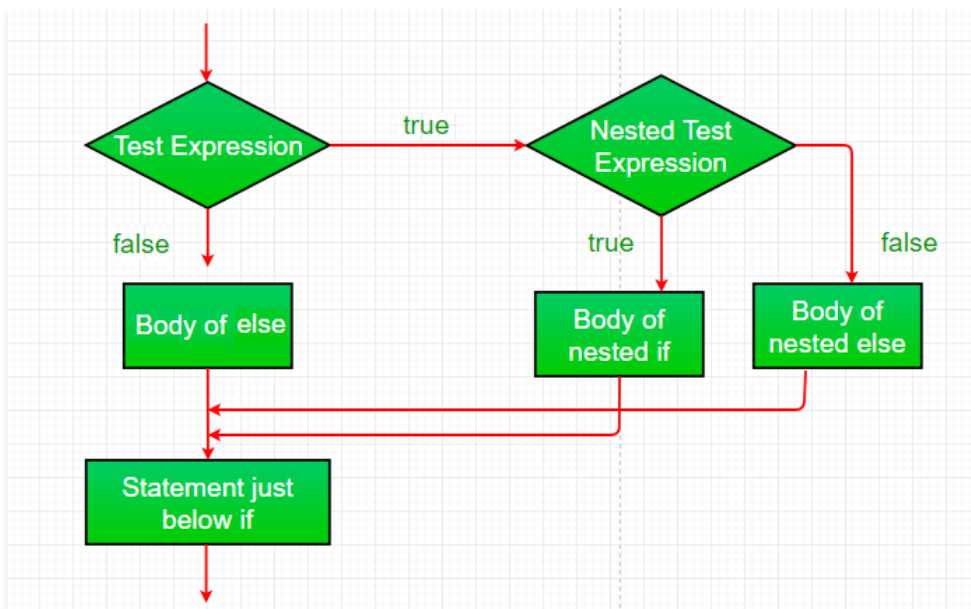 Test Expression
true
Nested Test
Expression
false
true
false
Body of else
Body of
nested if
Body of
nested else
Statement just
below if